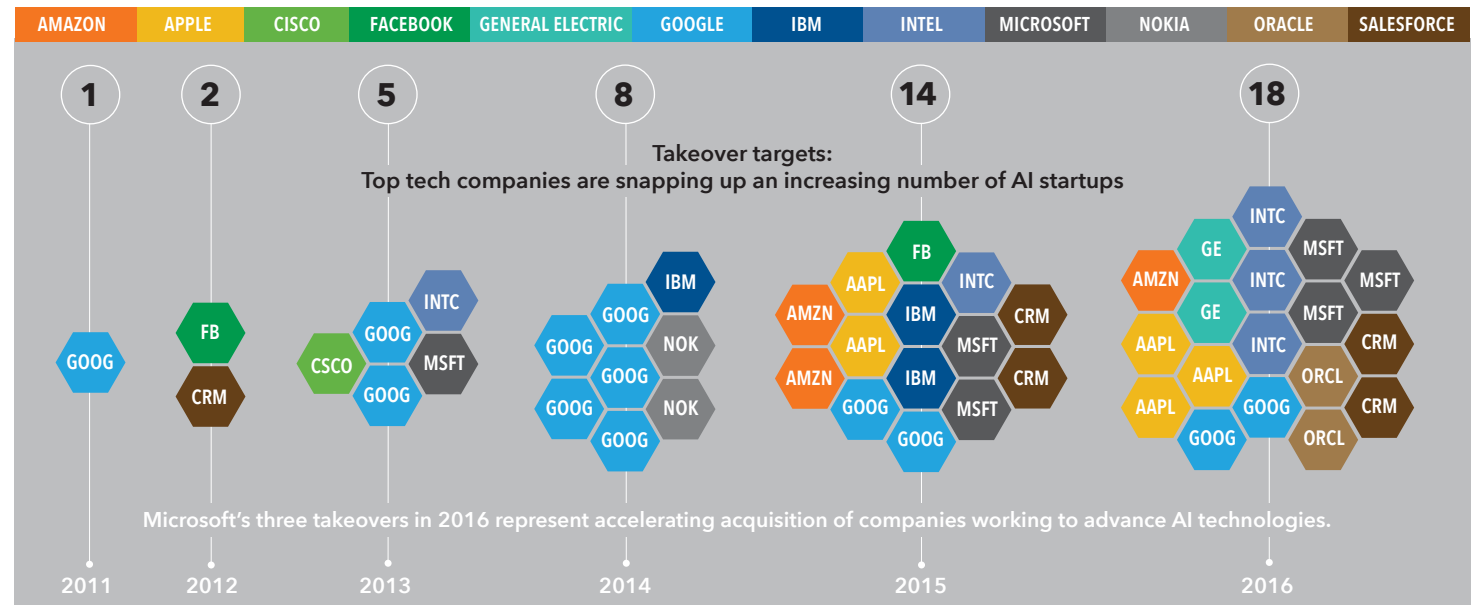 AMAZON APPLE CISCO FACEBOOK GENERAL ELECTRIC GOOGLE IBM INTEL MICROSOFT NOKIA ORACLE SALESFORCE
1 2 5 8 14 18
Takeover targets:
Top tech companies are snapping up an increasing number of AI startups
GOOG
FB
CRM
CSCO
GOOG
GOOG
INTC
MSFT
GOOG
GOOG
GOOG
GOOG
GOOG
IBM
NOK
NOK
AMZN
AMZN
AAPL
AAPL
GOOG
FB
IBM
IBM
GOOG
INTC
MSFT
MSFT
CRM
CRM
AMZN
AAPL
AAPL
GE
GE
AAPL
GOOG
INTC
INTC
INTC
GOOG
MSFT
MSFT
ORCL
ORCL
MSFT
CRM
CRM
Microsoft's three takeovers in 2016 represent accelerating acquisition of companies working to advance AI technologies.
2011 2012 2013 2014 2015 2016